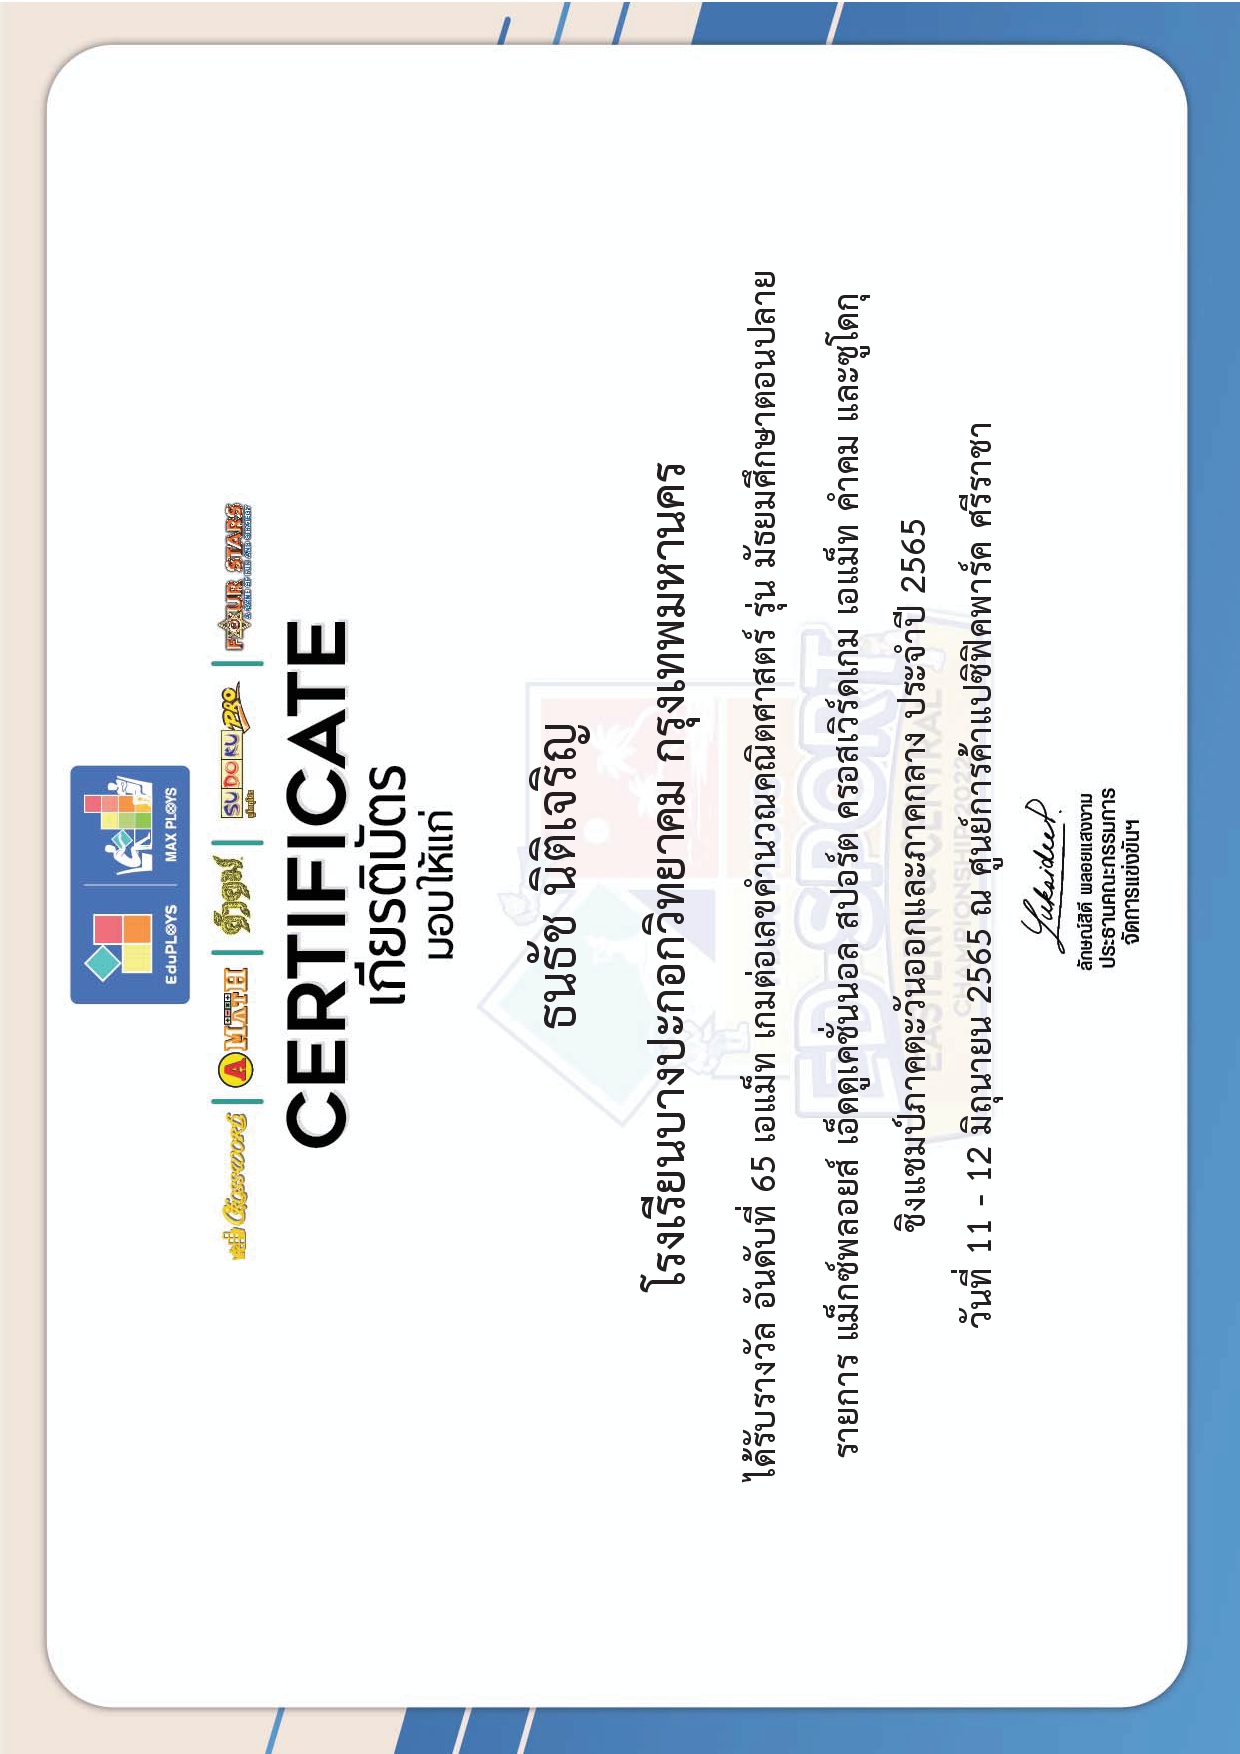 EduPLOYS MAX PLOYS
Crossword A MATH คำคม SUDOKU PRO ซูโดกุโปร FOUR STARS
CERTIFICATE
เกียรติบัตร
มอบให้แก่
ธนธัช นิติเจริญ
โรงเรียนบางปะกอกวิทยาคม กรุงเทพมหานคร
ได้รับรางวัล อันดับที่ 65 เอแม็ท เกมต่อเลขคำนวณคณิตศาสตร์ รุ่น มัธยมศึกษาตอนปลาย
รายการ แม็กซ์พลอยส์ เอ็ดดูเคชั่นนอล สปอร์ต ครอสเวิร์ดเกม เอแม็ท คำคม และซูโดกุ
ED-SPORT
ชิงแชมป์ภาคตะวันออกและภาคกลาง ประจำปี 2565
EASTERN & CENTRAL
CHAMPIONSHIP 2022
วันที่ 11 - 12 มิถุนายน 2565 ณ ศูนย์การค้าแปซิฟิคพาร์ค ศรีราชา
ลักษณ์สิดี พลอยแสงงาม
ประธานคณะกรรมการ
จัดการแข่งขันฯ